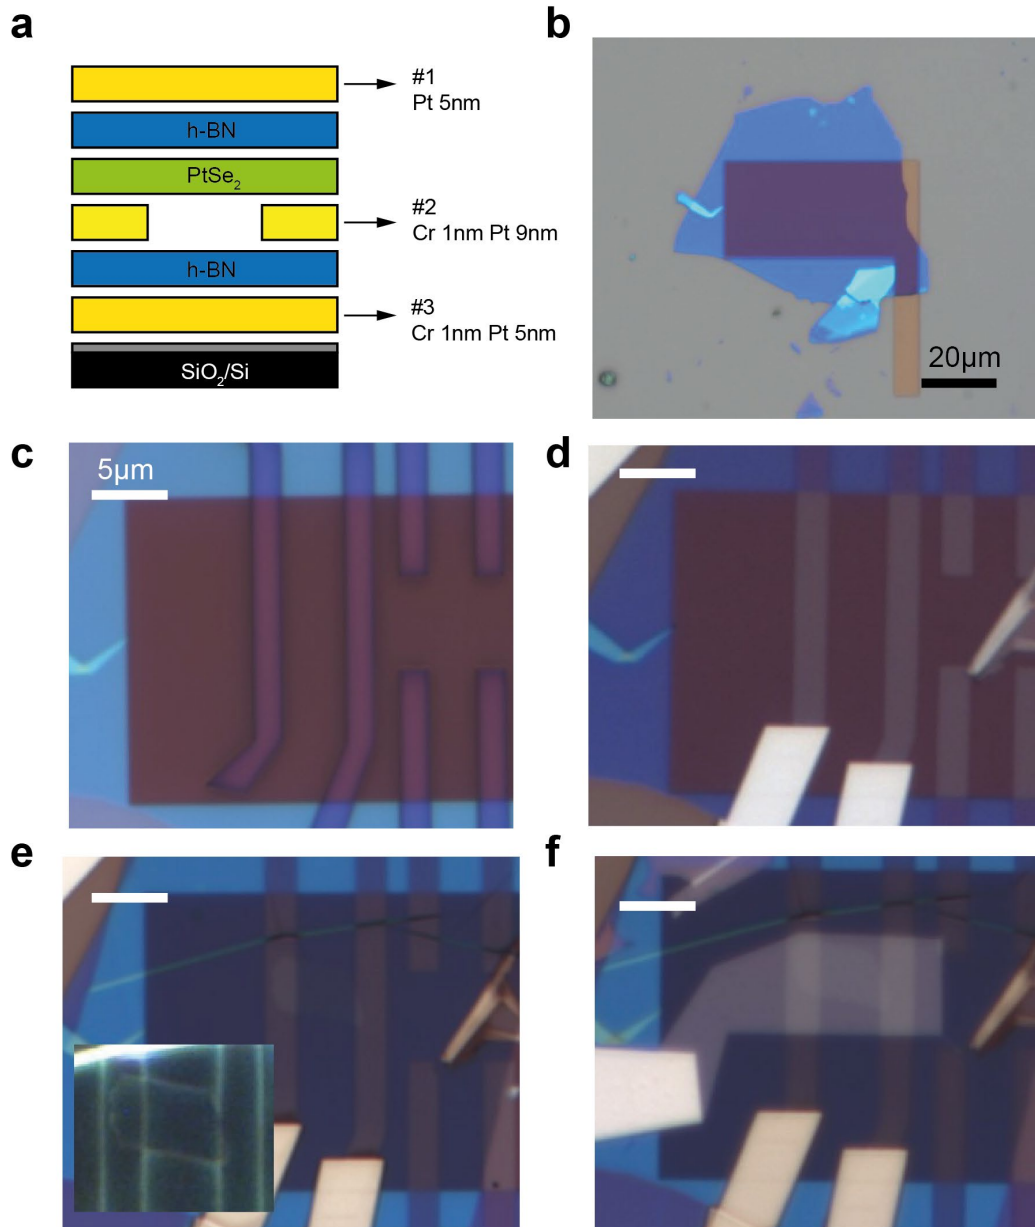 a
#1
Pt 5nm
h-BN
PtSe₂
#2
Cr 1nm Pt 9nm
h-BN
#3
Cr 1nm Pt 5nm
SiO₂/Si
b
20μm
c
5μm
d
e
f